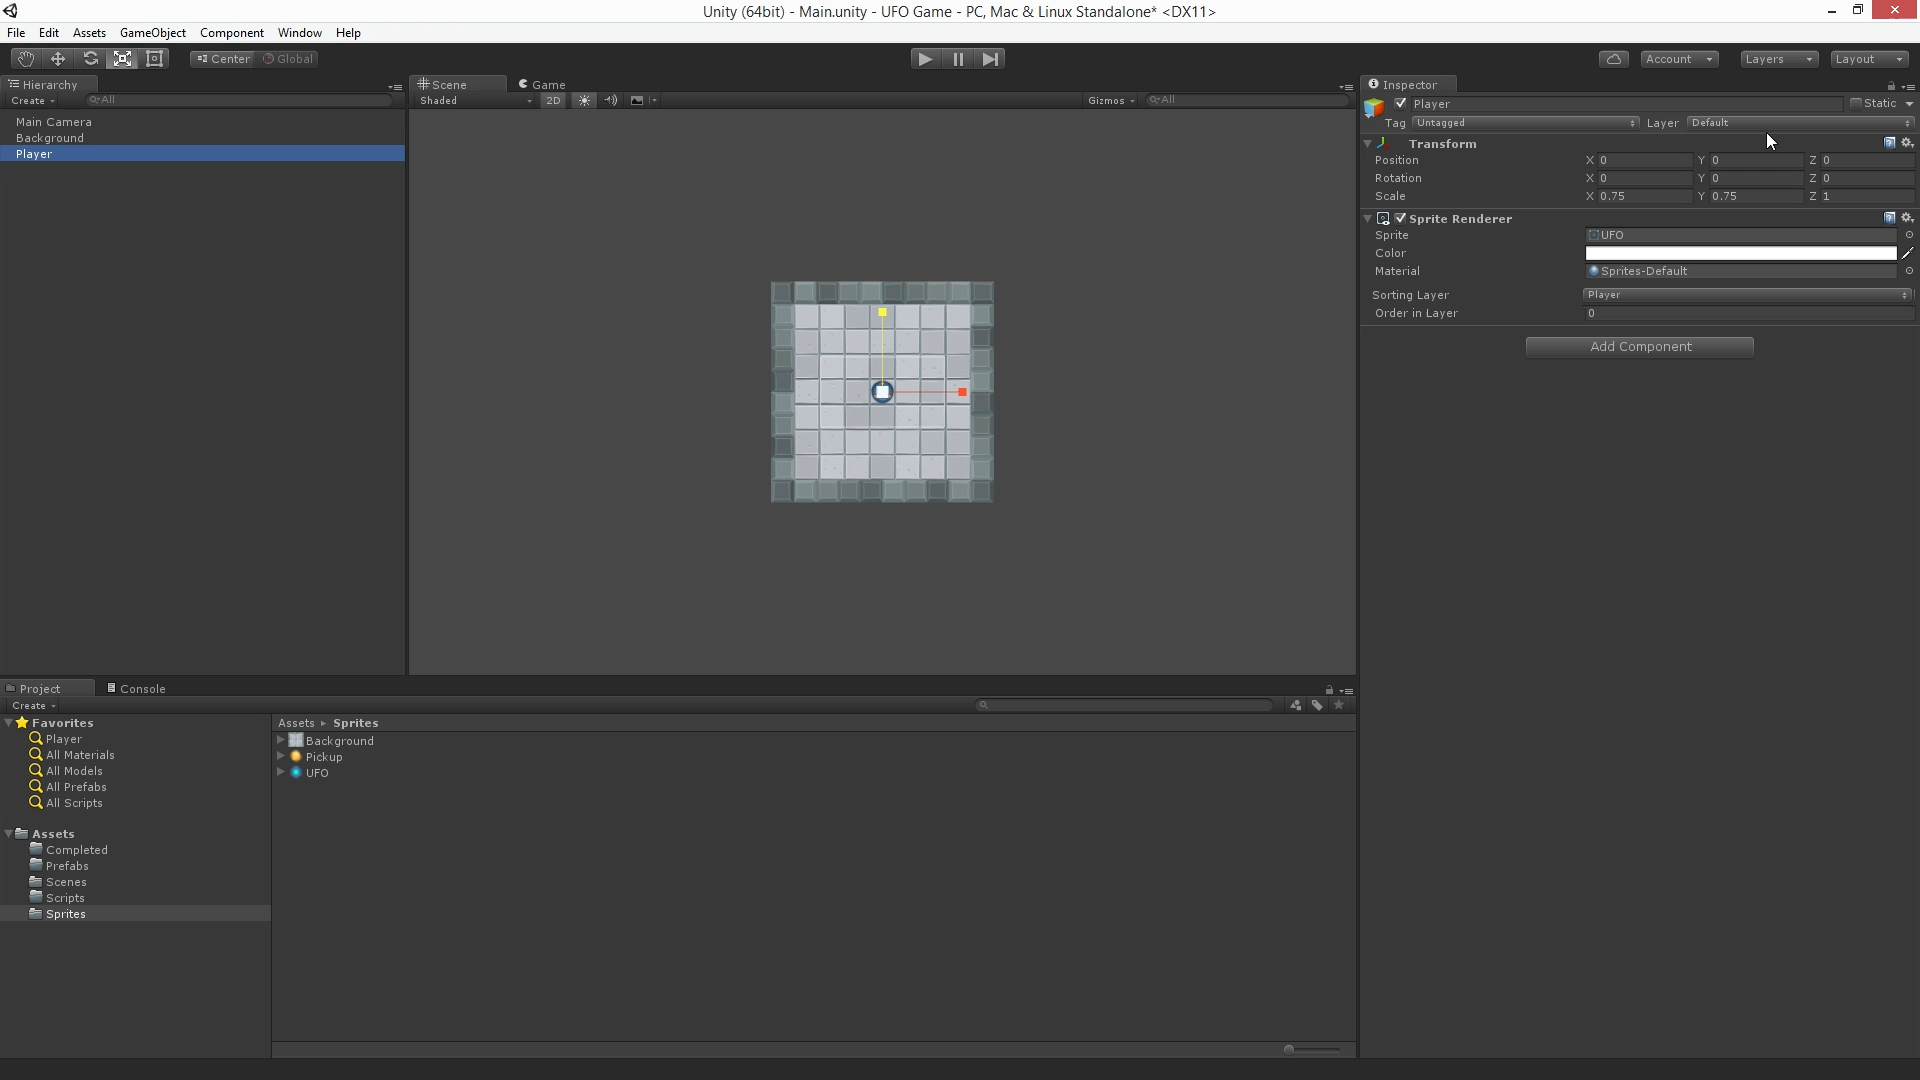 Unity (64bit) - Main.unity - UFO Game - PC, Mac & Linux Standalone* <DX11>
File Edit Assets GameObject Component Window Help
Center Global
Account Layers Layout
Hierarchy
Create All
Main Camera
Background
Player
Scene Game
Shaded 2D Gizmos All
Inspector
Player Static
Tag Untagged Layer Default
Transform
Position X 0 Y 0 Z 0
Rotation X 0 Y 0 Z 0
Scale X 0.75 Y 0.75 Z 1
Sprite Renderer
Sprite UFO
Color
Material Sprites-Default
Sorting Layer Player
Order in Layer 0
Add Component
Project Console
Create
Favorites
Player
All Materials
All Models
All Prefabs
All Scripts
Assets
Completed
Prefabs
Scenes
Scripts
Sprites
Assets ▸ Sprites
Background
Pickup
UFO